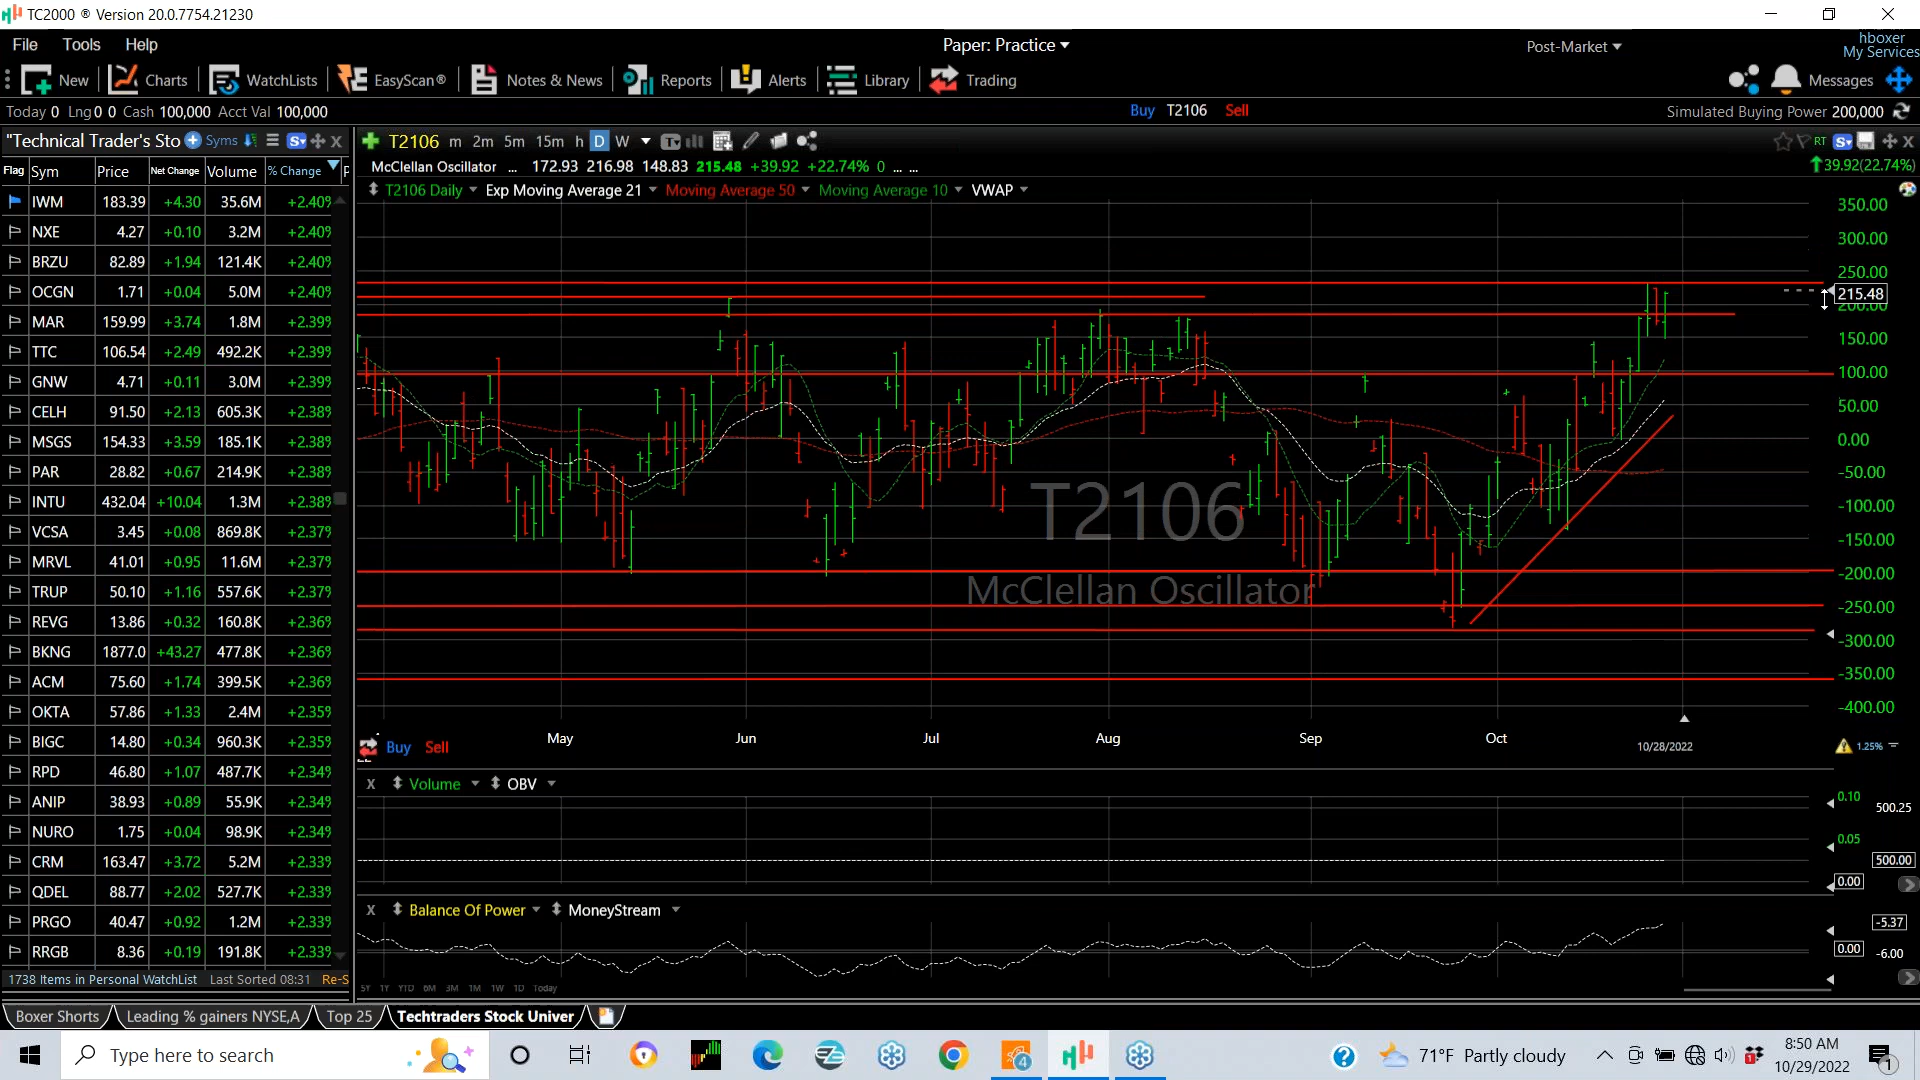 TC2000 ® Version 20.0.7754.21230
File Tools Help Paper: Practice Post-Market hboxer
My Services
New Charts WatchLists EasyScan® Notes & News Reports Alerts Library Trading Messages
Today 0 Lng 0 0 Cash 100,000 Acct Val 100,000 Buy T2106 Sell Simulated Buying Power 200,000
"Technical Trader's Sto Syms T2106 m 2m 5m 15m h D W RT
McClellan Oscillator ... 172.93 216.98 148.83 215.48 +39.92 +22.74% 0 ... ... 39.92(22.74%)
Flag Sym Price Net Change Volume % Change
T2106 Daily Exp Moving Average 21 Moving Average 50 Moving Average 10 VWAP
IWM 183.39 +4.30 35.6M +2.40%
NXE 4.27 +0.10 3.2M +2.40%
BRZU 82.89 +1.94 121.4K +2.40%
OCGN 1.71 +0.04 5.0M +2.40%
MAR 159.99 +3.74 1.8M +2.39%
TTC 106.54 +2.49 492.2K +2.39%
GNW 4.71 +0.11 3.0M +2.39%
CELH 91.50 +2.13 605.3K +2.38%
MSGS 154.33 +3.59 185.1K +2.38%
PAR 28.82 +0.67 214.9K +2.38%
INTU 432.04 +10.04 1.3M +2.38%
VCSA 3.45 +0.08 869.8K +2.37%
MRVL 41.01 +0.95 11.6M +2.37%
TRUP 50.10 +1.16 557.6K +2.37%
REVG 13.86 +0.32 160.8K +2.36%
BKNG 1877.0 +43.27 477.8K +2.36%
ACM 75.60 +1.74 399.5K +2.36%
OKTA 57.86 +1.33 2.4M +2.35%
BIGC 14.80 +0.34 960.3K +2.35%
RPD 46.80 +1.07 487.7K +2.34%
ANIP 38.93 +0.89 55.9K +2.34%
NURO 1.75 +0.04 98.9K +2.34%
CRM 163.47 +3.72 5.2M +2.33%
QDEL 88.77 +2.02 527.7K +2.33%
PRGO 40.47 +0.92 1.2M +2.33%
RRGB 8.36 +0.19 191.8K +2.33%
1738 Items in Personal WatchList Last Sorted 08:31 Re-S
350.00
300.00
250.00
215.48
200.00
150.00
100.00
50.00
0.00
-50.00
-100.00
-150.00
-200.00
-250.00
-300.00
-350.00
-400.00
T2106
McClellan Oscillator
May Jun Jul Aug Sep Oct 10/28/2022
22 Buy Sell 1.25%
X Volume OBV
0.10 500.25
0.05
500.00
0.00
X Balance Of Power MoneyStream
-5.37
0.00 -6.00
5Y 1Y YTD 6M 3M 1M 1W 1D Today
Boxer Shorts Leading % gainers NYSE,A Top 25 Techtraders Stock Univer
Type here to search 4 71°F Partly cloudy 8:50 AM
10/29/2022 1